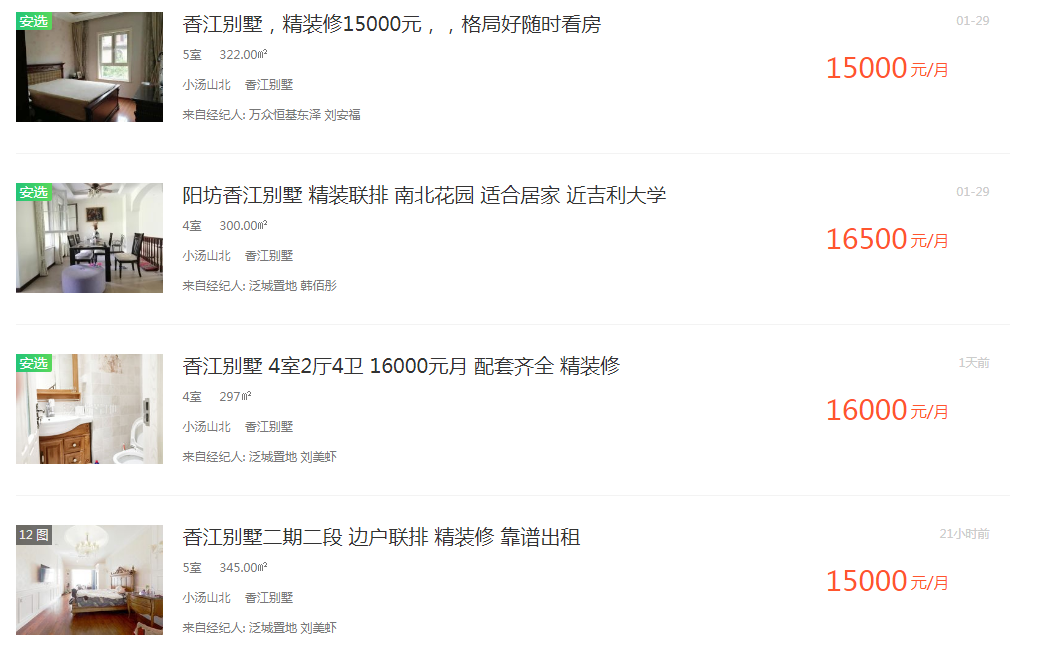 安选
香江别墅，精装修15000元，，格局好随时看房
01-29
5室 322.00㎡
15000元/月
小汤山北 香江别墅
来自经纪人: 万众恒基东泽 刘安福
安选
阳坊香江别墅 精装联排 南北花园 适合居家 近吉利大学
01-29
4室 300.00㎡
16500元/月
小汤山北 香江别墅
来自经纪人: 泛城置地 韩佰彤
安选
香江别墅 4室2厅4卫 16000元月 配套齐全 精装修
1天前
4室 297㎡
16000元/月
小汤山北 香江别墅
来自经纪人: 泛城置地 刘美虾
12 图
香江别墅二期二段 边户联排 精装修 靠谱出租
21小时前
5室 345.00㎡
15000元/月
小汤山北 香江别墅
来自经纪人: 泛城置地 刘美虾